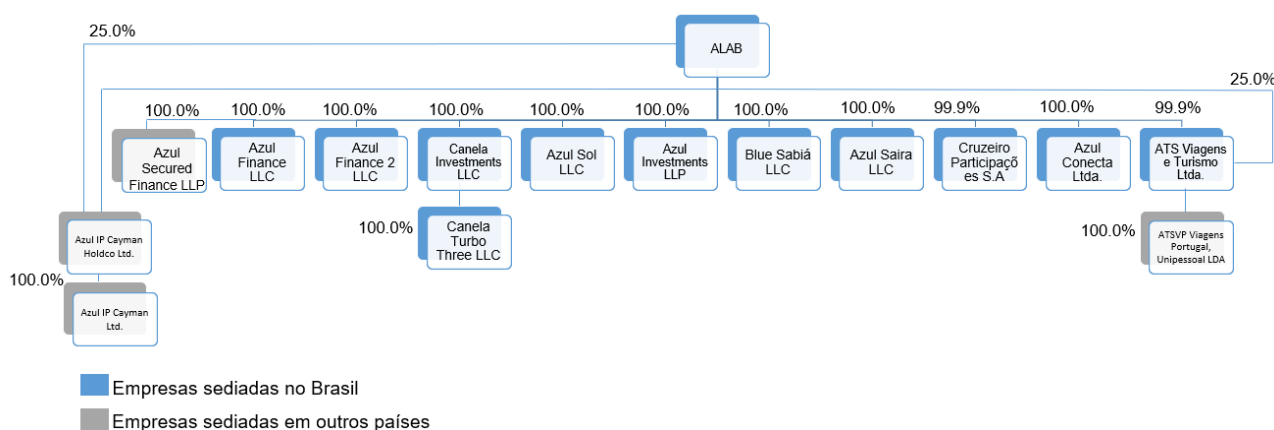 25.0%
ALAB
25.0%
100.0%
100.0%
100.0%
100.0%
100.0%
100.0%
100.0%
100.0%
99.9%
100.0%
99.9%
Azul
Secured
Finance LLP
Azul
Finance
LLC
Azul
Finance 2
LLC
Canela
Investments
LLC
Azul Sol
LLC
Azul
Investments
LLP
Blue Sabiá
LLC
Azul Saira
LLC
Cruzeiro
Participaçõ
es S.A
Azul
Conecta
Ltda.
ATS Viagens
e Turismo
Ltda.
100.0%
Canela
Turbo
Three LLC
100.0%
ATSVP Viagens
Portugal,
Unipessoal LDA
Azul IP Cayman
Holdco Ltd.
100.0%
Azul IP Cayman
Ltd.
Empresas sediadas no Brasil
Empresas sediadas em outros países